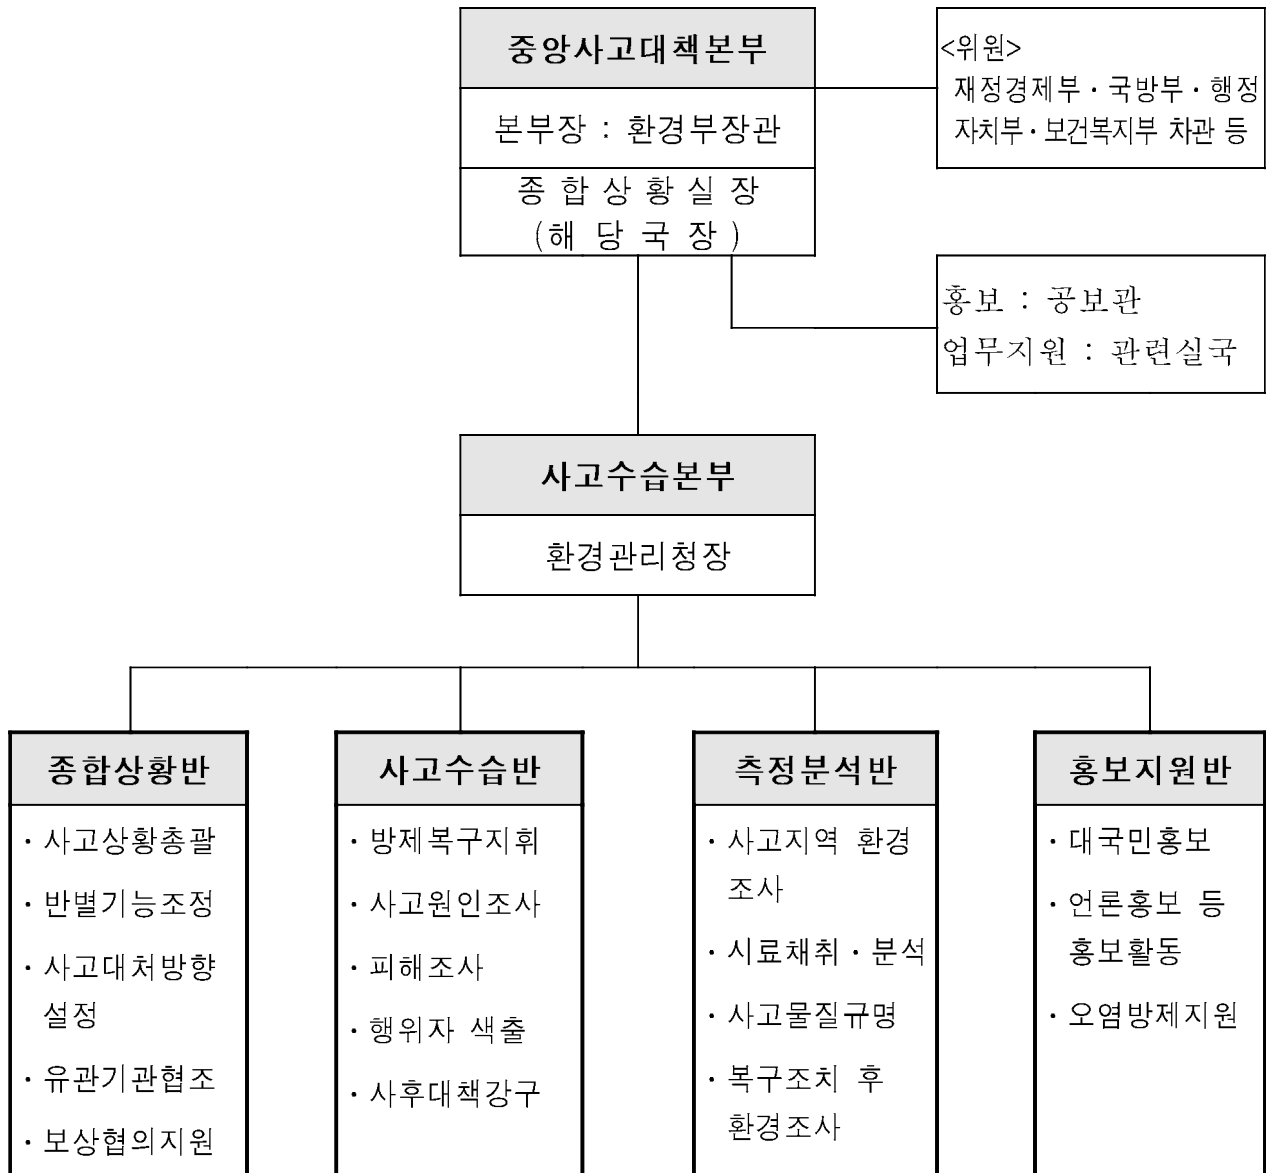 중앙사고대책본부
본부장 : 환경부장관
종 합 상 황 실 장
(해 당 국 장 )
<위원>
재정경제부・국방부・행정
자치부・보건복지부 차관 등
홍보 : 공보관
업무지원 : 관련실국
사고수습본부
환경관리청장
종합상황반
・사고상황총괄
・반별기능조정
・사고대처방향
설정
・유관기관협조
・보상협의지원
사고수습반
・방제복구지휘
・사고원인조사
・피해조사
・행위자 색출
・사후대책강구
측정분석반
・사고지역 환경
조사
・시료채취・분석
・사고물질규명
・복구조치 후
환경조사
홍보지원반
・대국민홍보
・언론홍보 등
홍보활동
・오염방제지원